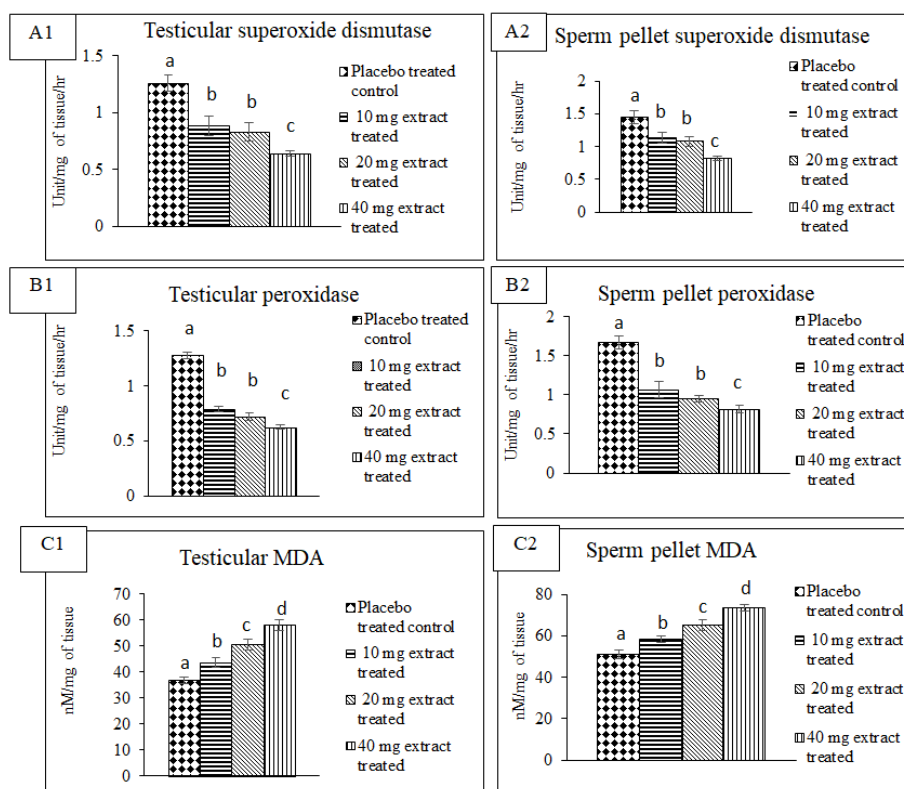 A1
Testicular superoxide dismutase
Unit/mg of tissue/hr
1.5
1
0.5
0
a
b
b
c
Placebo treated
control
10 mg extract
treated
20 mg extract
treated
40 mg extract
treated
A2
Sperm pellet superoxide dismutase
Unit/mg of tissue/hr
2
1.5
1
0.5
0
a
b
b
c
Placebo
treated control
10 mg extract
treated
20 mg extract
treated
40 mg extract
treated
B1
Testicular peroxidase
Unit/mg of tissue/hr
1.5
1
0.5
0
a
b
b
c
Placebo treated
control
10 mg extract
treated
20 mg extract
treated
40 mg extract
treated
B2
Sperm pellet peroxidase
Unit/mg of tissue/hr
2
1.5
1
0.5
0
a
b
b
c
Placebo
treated control
10 mg extract
treated
20 mg extract
treated
40 mg extract
treated
C1
Testicular MDA
nM/mg of tissue
70
60
50
40
30
20
10
0
a
b
c
d
Placebo
treated control
10 mg extract
treated
20 mg extract
treated
40 mg extract
treated
C2
Sperm pellet MDA
nM/mg of tissue
80
60
40
20
0
a
b
c
d
Placebo
treated control
10 mg extract
treated
20 mg extract
treated
40 mg extract
treated